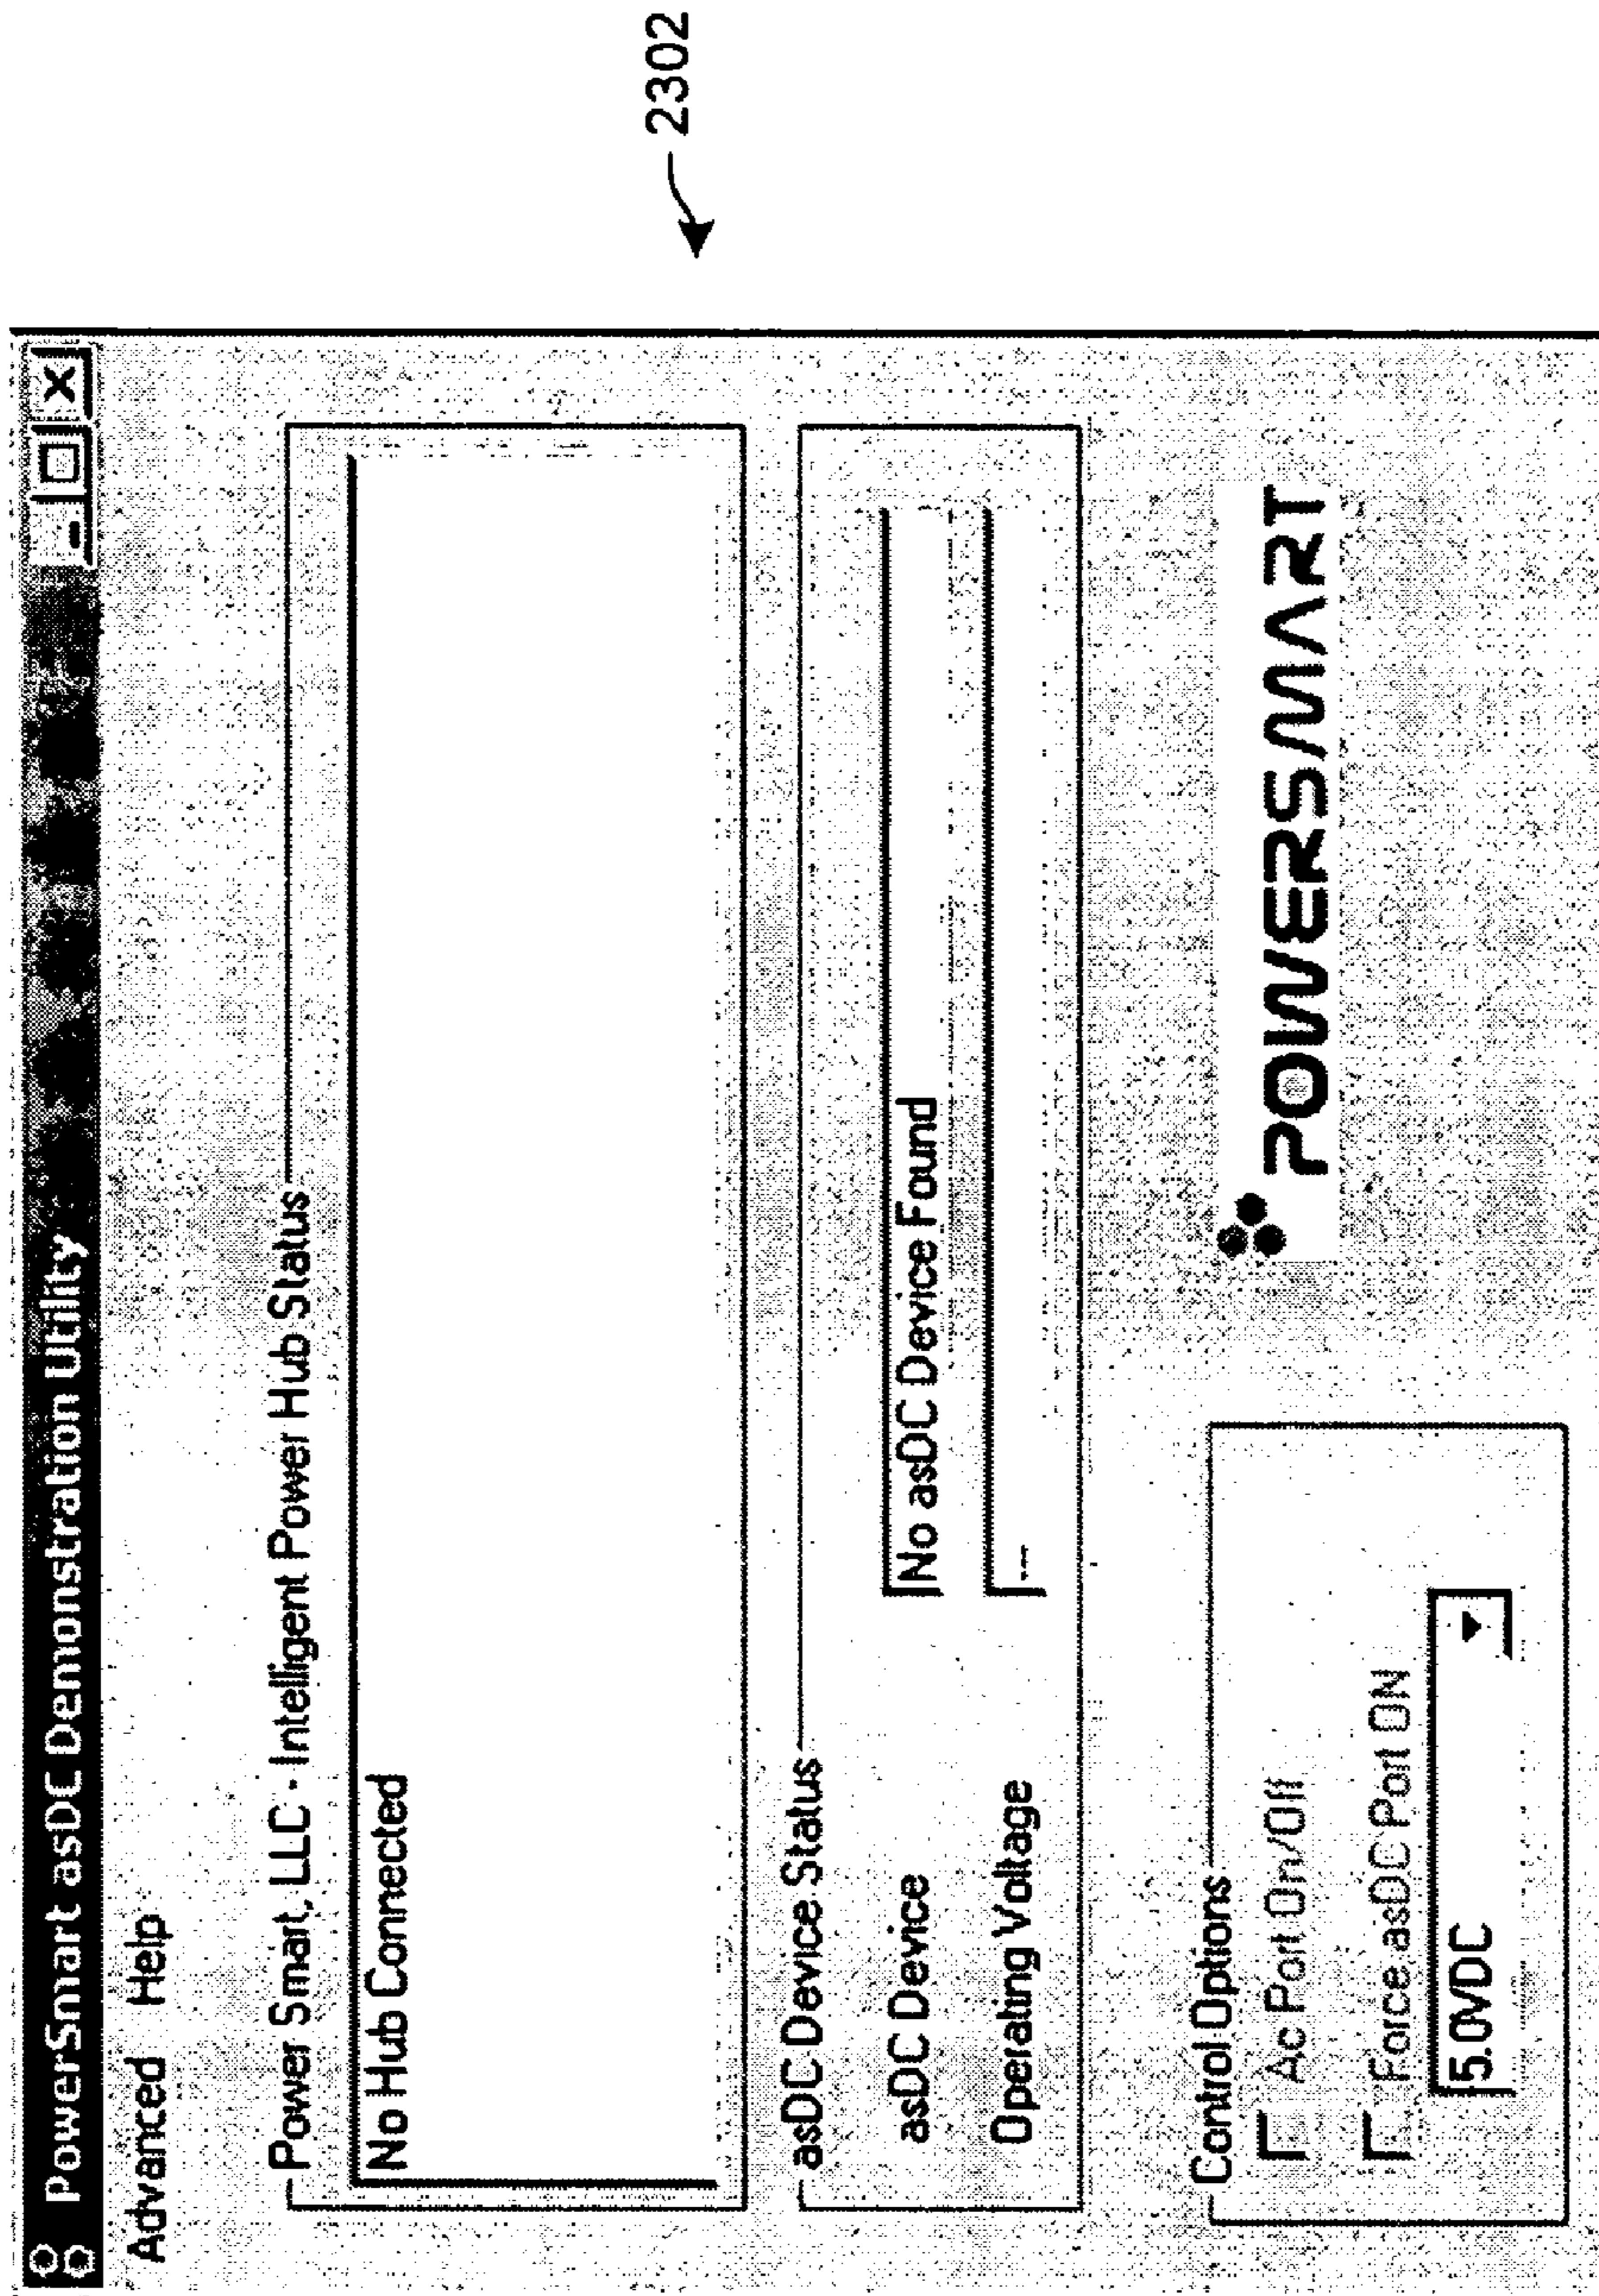 PowerSmart asDC Demonstration Utility
Advanced Help
Power Smart, LLC - Intelligent Power Hub Status
No Hub Connected
asDC Device Status
asDC Device No asDC Device Found
Operating Voltage ---
Control Options
Ac Port On/Off
Force asDC Port ON
5.0VDC
POWERSMART
2302